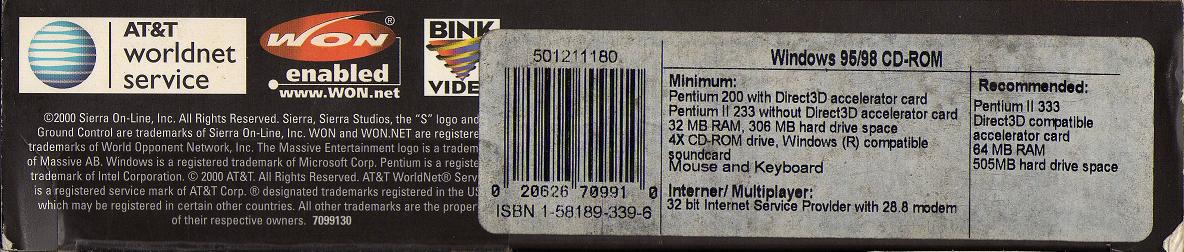 AT&T
worldnet
service
WON®
enabled
www.WON.net
BINK
VIDE
©2000 Sierra On-Line, Inc. All Rights Reserved. Sierra, Sierra Studios, the "S" logo and
Ground Control are trademarks of Sierra On-Line, Inc. WON and WON.NET are registere
trademarks of World Opponent Network, Inc. The Massive Entertainment logo is a tradem
of Massive AB. Windows is a registered trademark of Microsoft Corp. Pentium is a registe
trademark of Intel Corporation. © 2000 AT&T. All Rights Reserved. AT&T WorldNet® Serv
is a registered service mark of AT&T Corp. ® designated trademarks registered in the US
which may be registered in certain other countries. All other trademarks are the proper
of their respective owners. 7099130
501211180
0 20626 70991 0
ISBN 1-58189-339-6
Windows 95/98 CD-ROM
Minimum:
Pentium 200 with Direct3D accelerator card
Pentium II 233 without Direct3D accelerator card
32 MB RAM, 306 MB hard drive space
4X CD-ROM drive, Windows (R) compatible
soundcard
Mouse and Keyboard
Internet/ Multiplayer:
32 bit Internet Service Provider with 28.8 modem
Recommended:
Pentium II 333
Direct3D compatible
accelerator card
64 MB RAM
505MB hard drive space